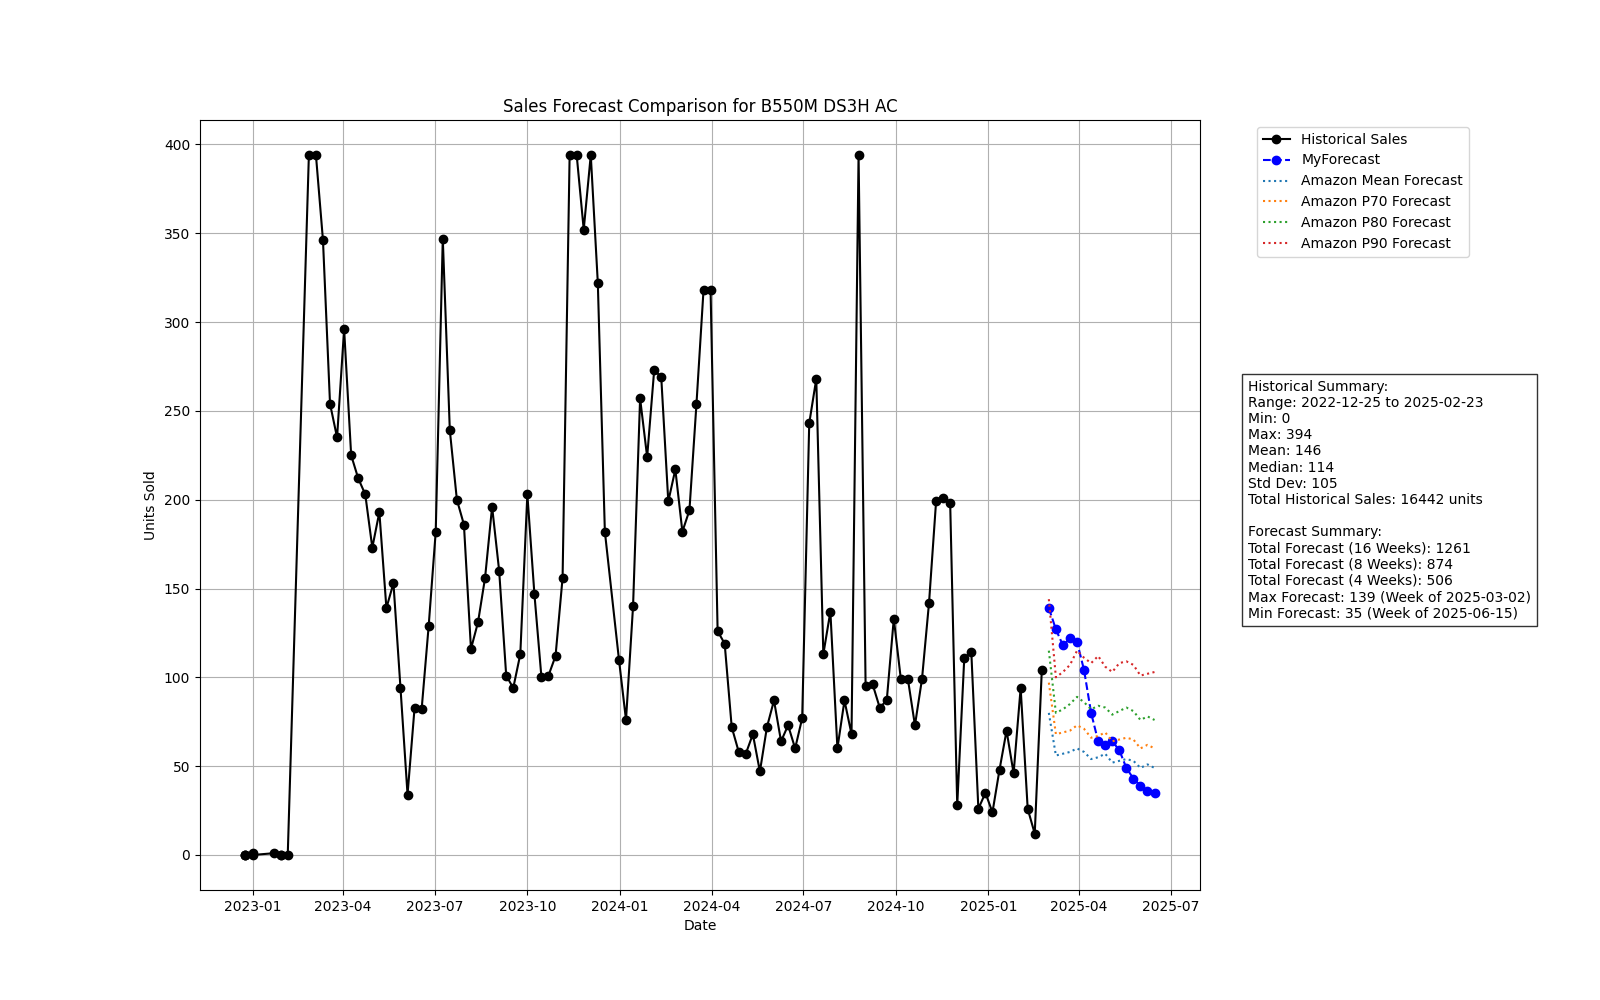 Sales Forecast Comparison for B550M DS3H AC
Historical Sales
MyForecast
Amazon Mean Forecast
Amazon P70 Forecast
Amazon P80 Forecast
Amazon P90 Forecast
400
350
300
250
200
150
100
50
0
Units Sold
2023-01
2023-04
2023-07
2023-10
2024-01
2024-04
2024-07
2024-10
2025-01
2025-04
2025-07
Date
Historical Summary:
Range: 2022-12-25 to 2025-02-23
Min: 0
Max: 394
Mean: 146
Median: 114
Std Dev: 105
Total Historical Sales: 16442 units
Forecast Summary:
Total Forecast (16 Weeks): 1261
Total Forecast (8 Weeks): 874
Total Forecast (4 Weeks): 506
Max Forecast: 139 (Week of 2025-03-02)
Min Forecast: 35 (Week of 2025-06-15)